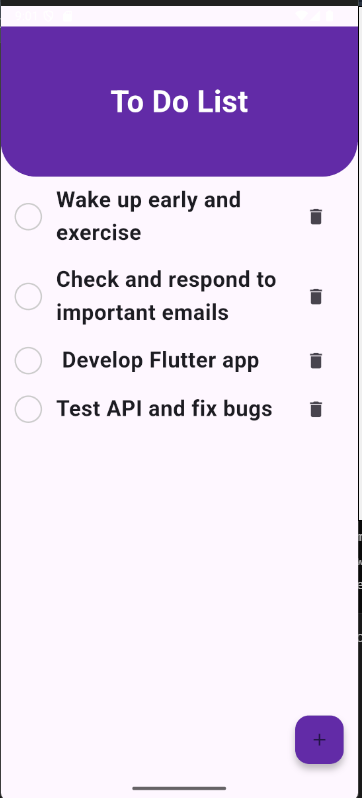 To Do List
Wake up early and
exercise
Check and respond to
important emails
Develop Flutter app
Test API and fix bugs
+